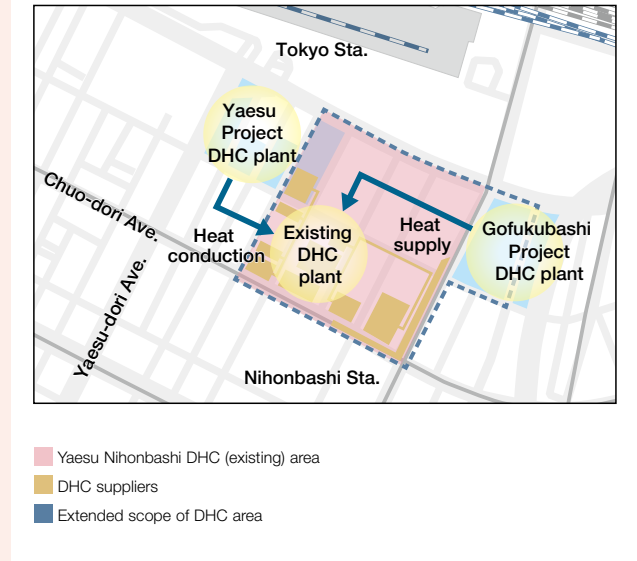 Tokyo Sta.
Yaesu
Project
DHC plant
Chuo-dori Ave.
Heat
conduction
Existing
DHC
plant
Heat
supply
Gofukubashi
Project
DHC plant
Yaesu-dori Ave.
Nihonbashi Sta.
Yaesu Nihonbashi DHC (existing) area
DHC suppliers
Extended scope of DHC area